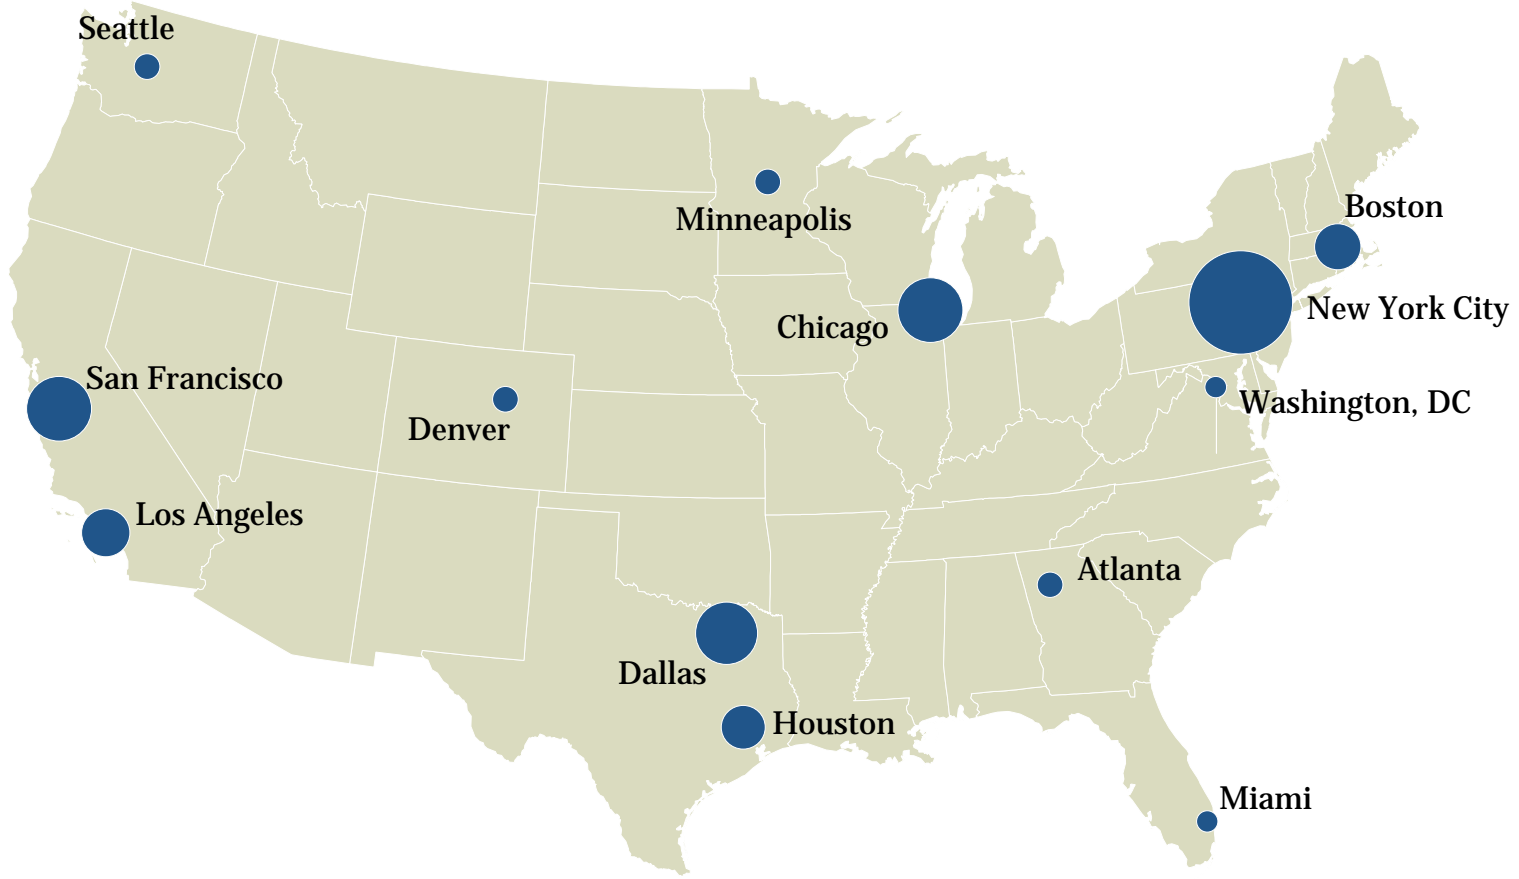 Seattle
Boston
Minneapolis
New York City
Chicago
San Francisco
Washington, DC
Denver
Los Angeles
Atlanta
Dallas
Houston
Miami